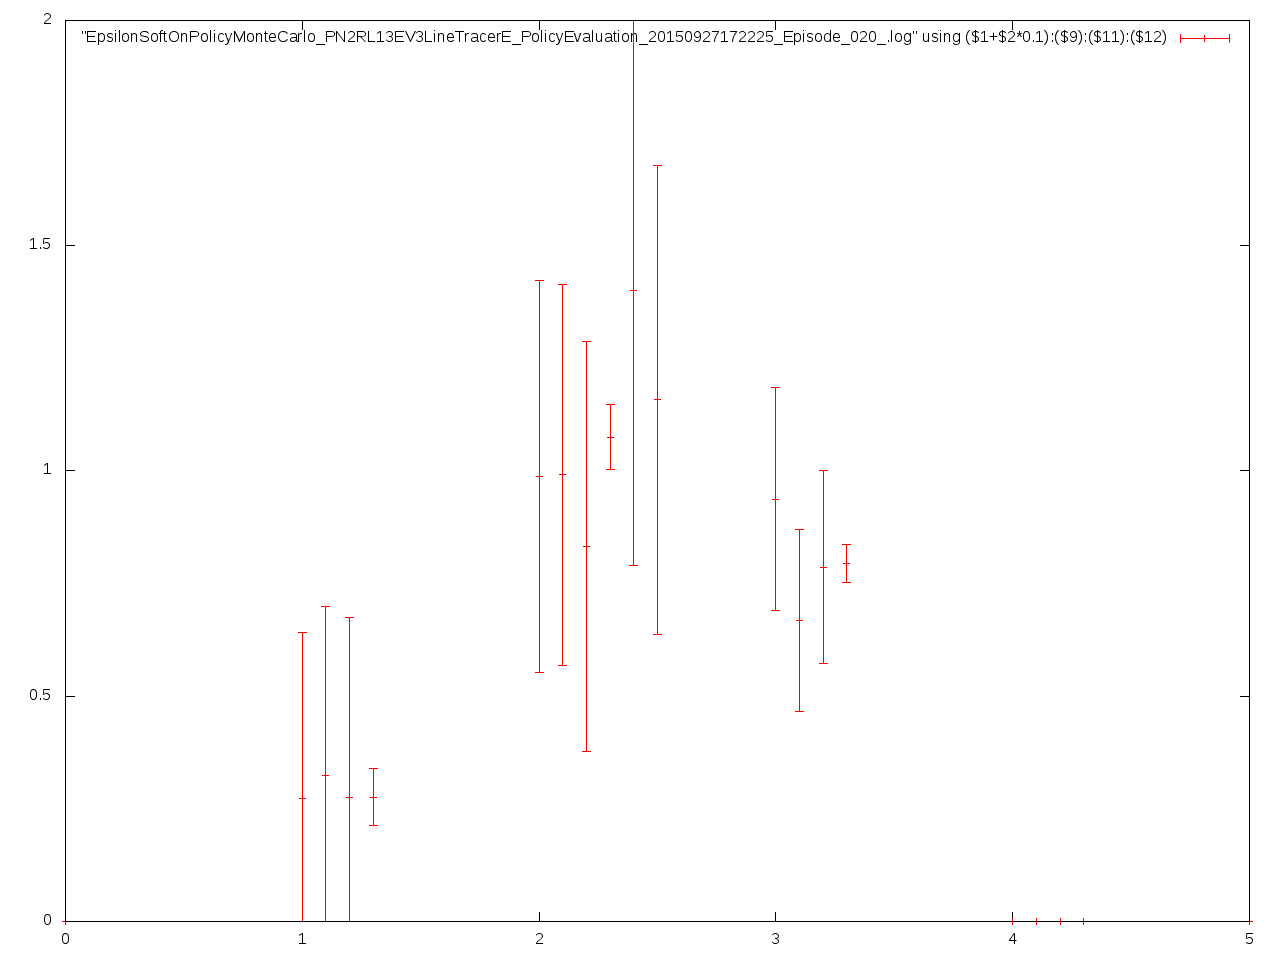 2
"EpsilonSoftOnPolicyMonteCarlo_PN2RL13EV3LineTracerE_PolicyEvaluation_20150927172225_Episode_020_.log" using ($1+$2*0.1):($9):($11):($12)
1.5
1
0.5
0
0 1 2 3 4 5